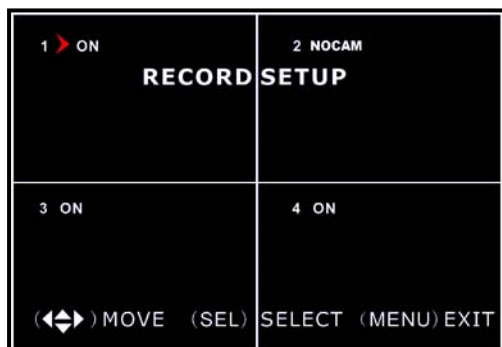 1 ON 2 NOCAM
RECORD SETUP
3 ON 4 ON
(◀◆▶)MOVE (SEL) SELECT (MENU) EXIT